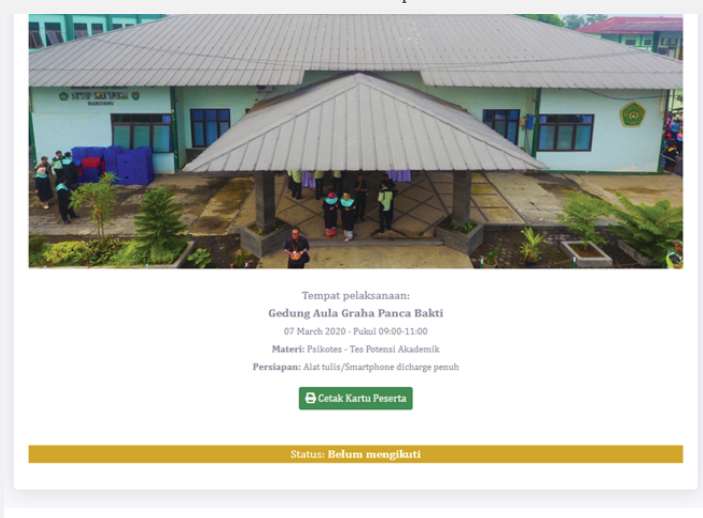 Tempat pelaksanaan:
Gedung Aula Graha Panca Bakti
07 March 2020 - Pukul 09:00-11:00
Materi: Psikotes - Tes Potensi Akademik
Persiapan: Alat tulis/Smartphone dicharge penuh
Cetak Kartu Peserta
Status: Belum mengikuti